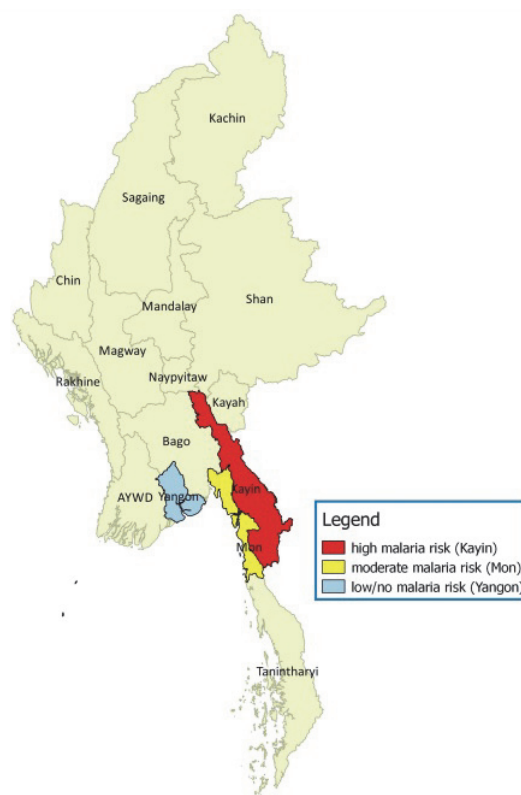 Kachin
Sagaing
Chin
Shan
Mandalay
Magway
Rakhine
Naypyitaw
Kayah
Bago
AYWD
Yangon
Kayin
Mon
Tanintharyi
Legend
high malaria risk (Kayin)
moderate malaria risk (Mon)
low/no malaria risk (Yangon)